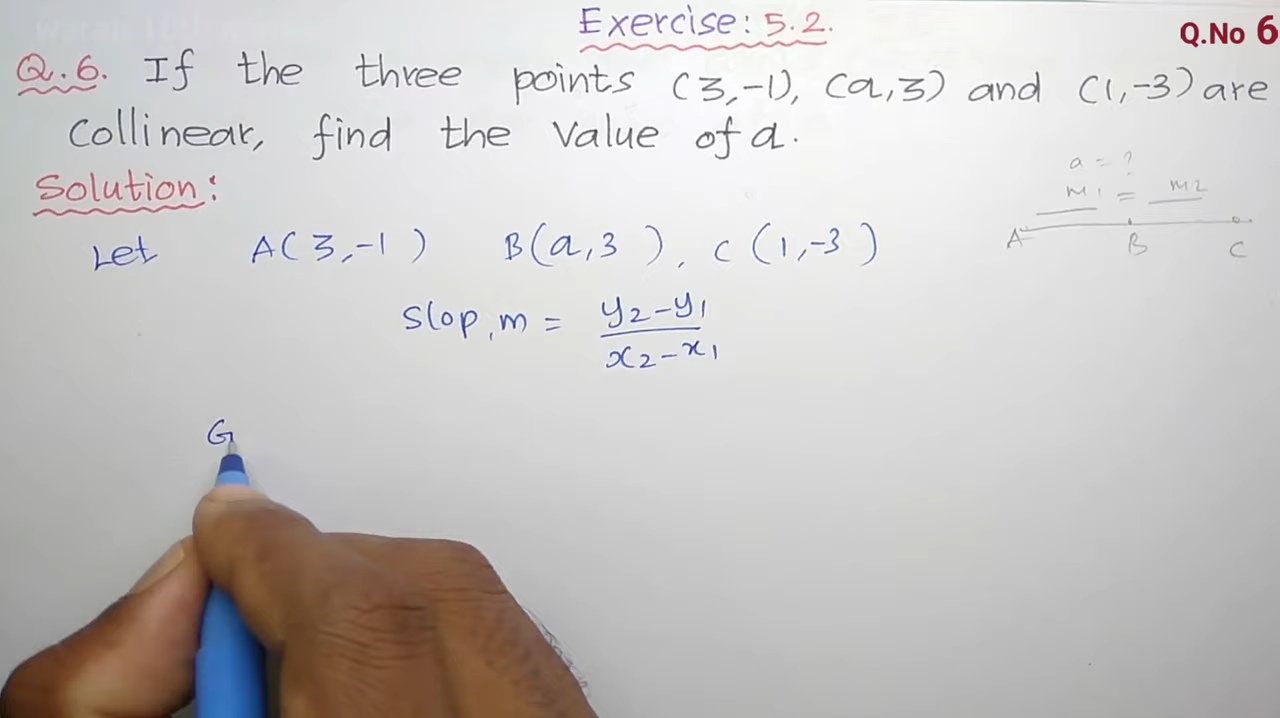 Exercise: 5.2.
Q.No 6
Q.6. If the three points (3,-1), (a,3) and (1,-3) are
collinear, find the value of a.
Solution:
a = ?
m1 = m2
A B C
Let A(3,-1) B(a,3), C(1,-3)
Slop, m = y2-y1
x2-x1
G